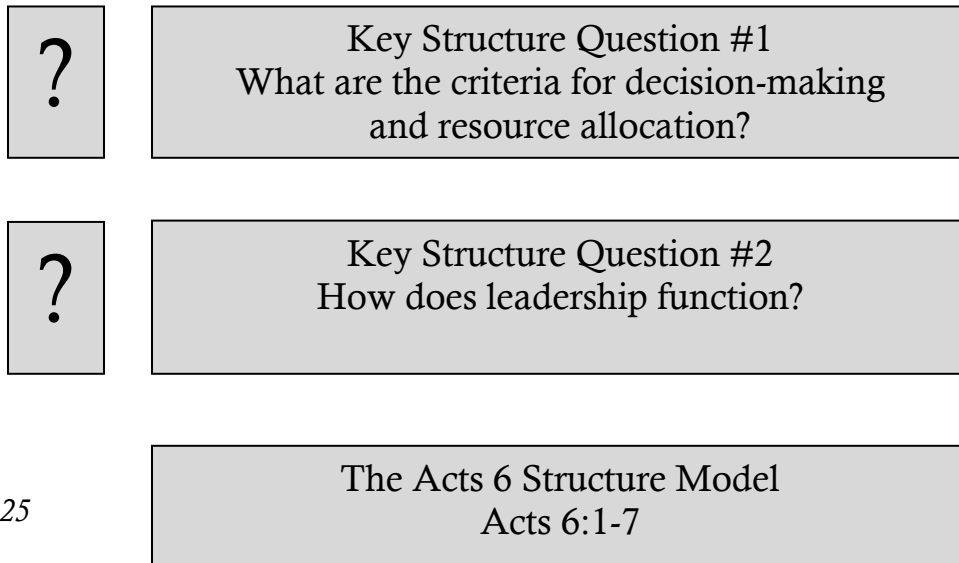 ?
Key Structure Question #1
What are the criteria for decision-making
and resource allocation?
?
Key Structure Question #2
How does leadership function?
The Acts 6 Structure Model
25
Acts 6:1-7